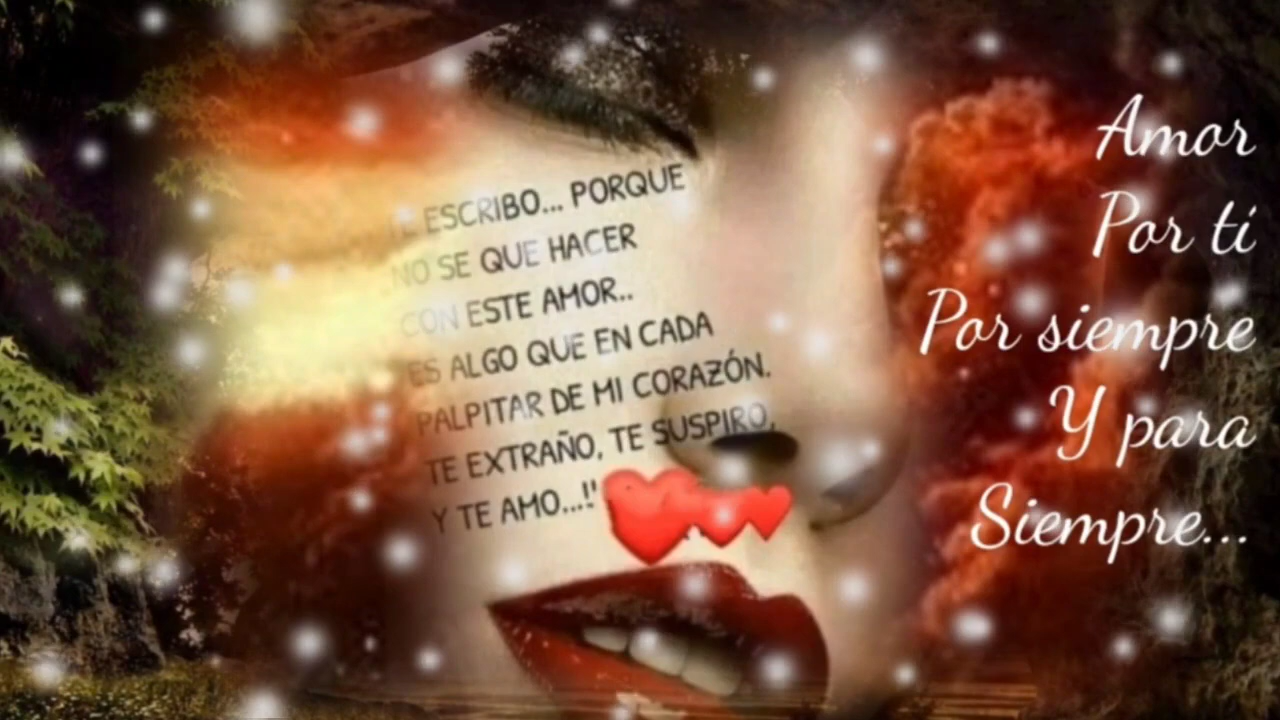 TE ESCRIBO... PORQUE
NO SE QUE HACER
CON ESTE AMOR..
ES ALGO QUE EN CADA
PALPITAR DE MI CORAZÓN.
TE EXTRAÑO, TE SUSPIRO,
Y TE AMO...!!
Amor
Por ti
Por siempre
Y para
Siempre...